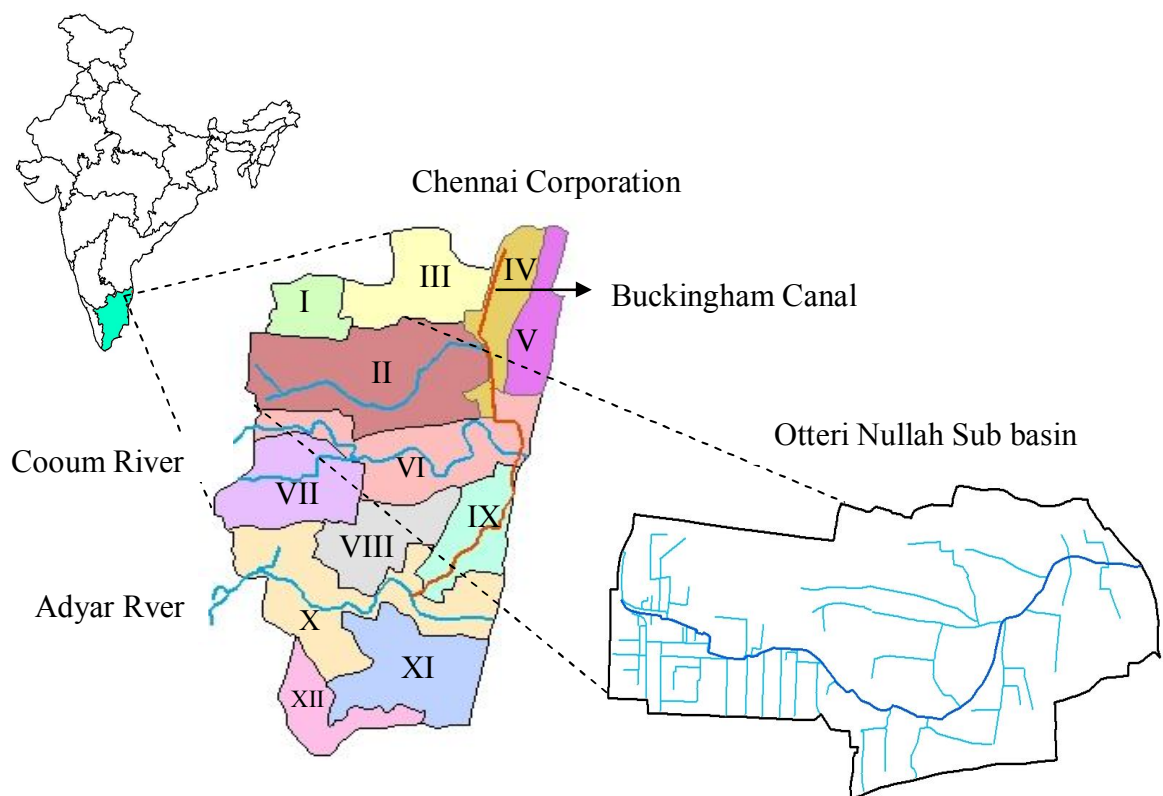 Chennai Corporation
III
IV
I
Buckingham Canal
V
II
Otteri Nullah Sub basin
Cooum River
VI
VII
IX
VIII
Adyar Rver
X
XI
XII